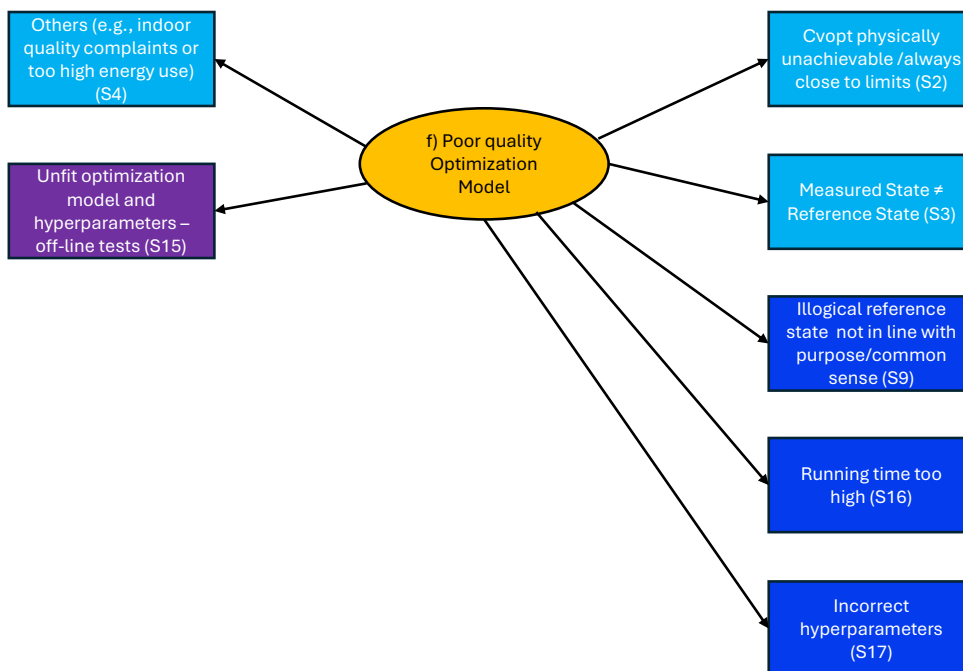 Others (e.g., indoor
quality complaints or
too high energy use)
(S4)
Cvopt physically
unachievable /always
close to limits (S2)
f) Poor quality
Optimization
Model
Unfit optimization
model and
hyperparameters –
off-line tests (S15)
Measured State ≠
Reference State (S3)
Illogical reference
state  not in line with
purpose/common
sense (S9)
Running time too
high (S16)
Incorrect
hyperparameters
(S17)